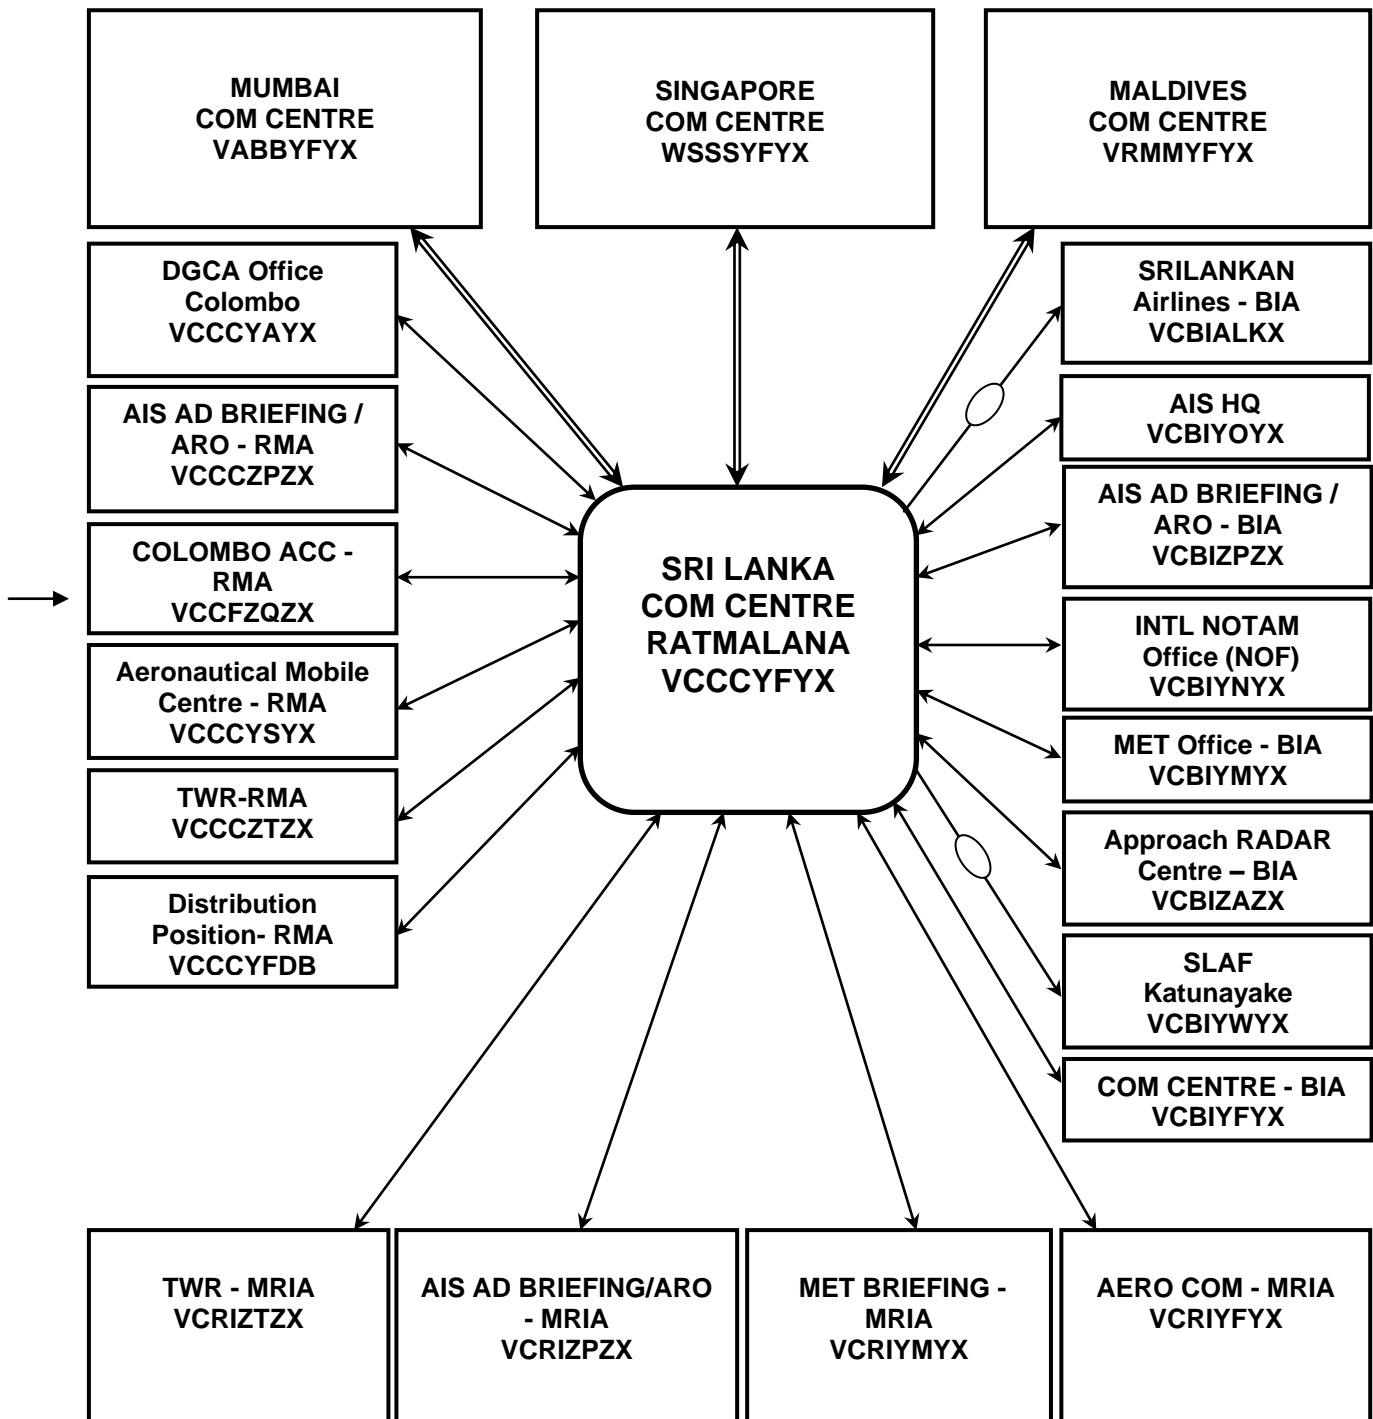 MUMBAI
COM CENTRE
VABBYFYX
SINGAPORE
COM CENTRE
WSSSYFYX
MALDIVES
COM CENTRE
VRMMYFYX
DGCA Office
Colombo
VCCCYAYX
AIS AD BRIEFING /
ARO - RMA
VCCCZPZX
COLOMBO ACC -
RMA
VCCFZQZX
Aeronautical Mobile
Centre - RMA
VCCCYSYX
TWR-RMA
VCCCZTZX
Distribution
Position- RMA
VCCCYFDB
SRI LANKA
COM CENTRE
RATMALANA
VCCCYFYX
SRILANKAN
Airlines - BIA
VCBIALKX
AIS HQ
VCBIYOYX
AIS AD BRIEFING /
ARO - BIA
VCBIZPZX
INTL NOTAM
Office (NOF)
VCBIYNYX
MET Office - BIA
VCBIYMYX
Approach RADAR
Centre – BIA
VCBIZAZX
SLAF
Katunayake
VCBIYWYX
COM CENTRE - BIA
VCBIYFYX
TWR - MRIA
VCRIZTZX
AIS AD BRIEFING/ARO
- MRIA
VCRIZPZX
MET BRIEFING -
MRIA
VCRIYMYX
AERO COM - MRIA
VCRIYFYX